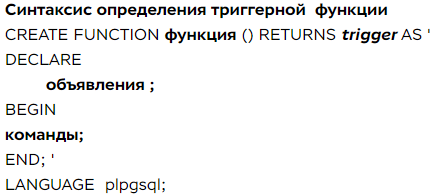 Синтаксис определения триггерной функции
CREATE FUNCTION функция () RETURNS trigger AS '
DECLARE
объявления ;
BEGIN
команды;
END; '
LANGUAGE plpgsql;